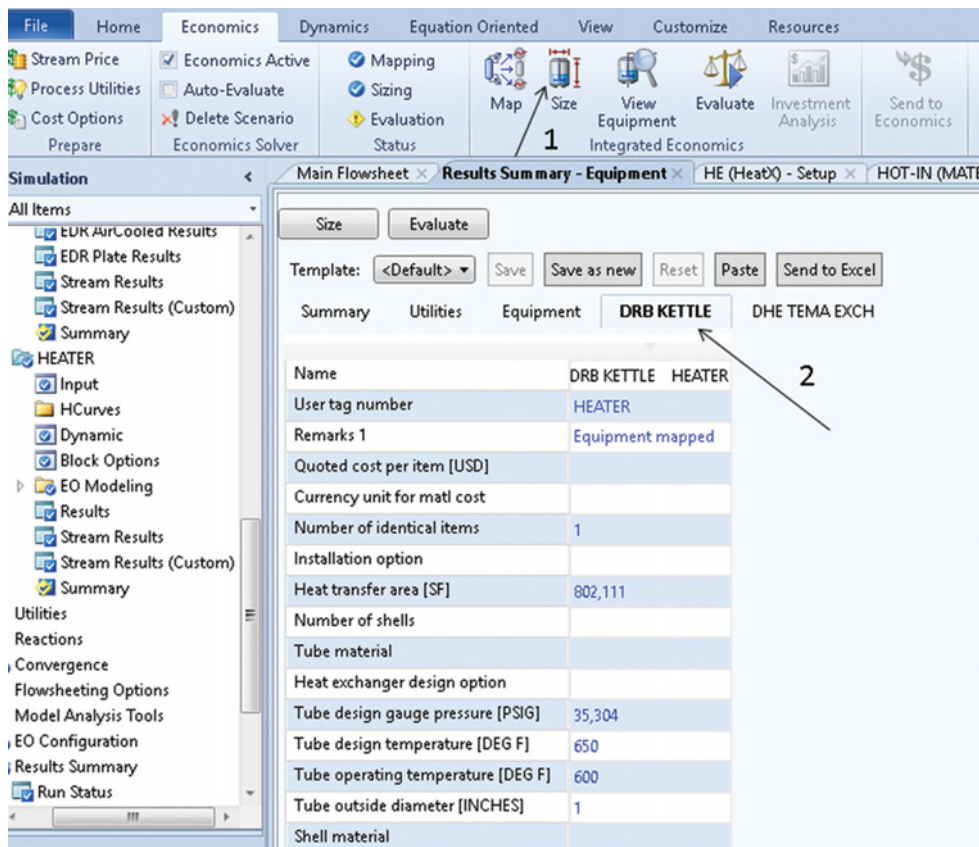 File Home Economics Dynamics Equation Oriented View Customize Resources
Stream Price
Process Utilities
Cost Options
Prepare
Economics Active
Auto-Evaluate
Delete Scenario
Economics Solver
Mapping
Sizing
Evaluation
Status
Map Size View Equipment Evaluate Investment Analysis
Integrated Economics
Send to Economics
1
Simulation
All Items
EDR AirCooled Results
EDR Plate Results
Stream Results
Stream Results (Custom)
Summary
HEATER
Input
HCurves
Dynamic
Block Options
EO Modeling
Results
Stream Results
Stream Results (Custom)
Summary
Utilities
Reactions
Convergence
Flowsheeting Options
Model Analysis Tools
EO Configuration
Results Summary
Run Status
Main Flowsheet Results Summary - Equipment HE (HeatX) - Setup HOT-IN (MATE
Size Evaluate
Template: <Default> Save Save as new Reset Paste Send to Excel
Summary Utilities Equipment DRB KETTLE DHE TEMA EXCH
2
Name DRB KETTLE HEATER
User tag number HEATER
Remarks 1 Equipment mapped
Quoted cost per item [USD]
Currency unit for matl cost
Number of identical items 1
Installation option
Heat transfer area [SF] 802,111
Number of shells
Tube material
Heat exchanger design option
Tube design gauge pressure [PSIG] 35,304
Tube design temperature [DEG F] 650
Tube operating temperature [DEG F] 600
Tube outside diameter [INCHES] 1
Shell material